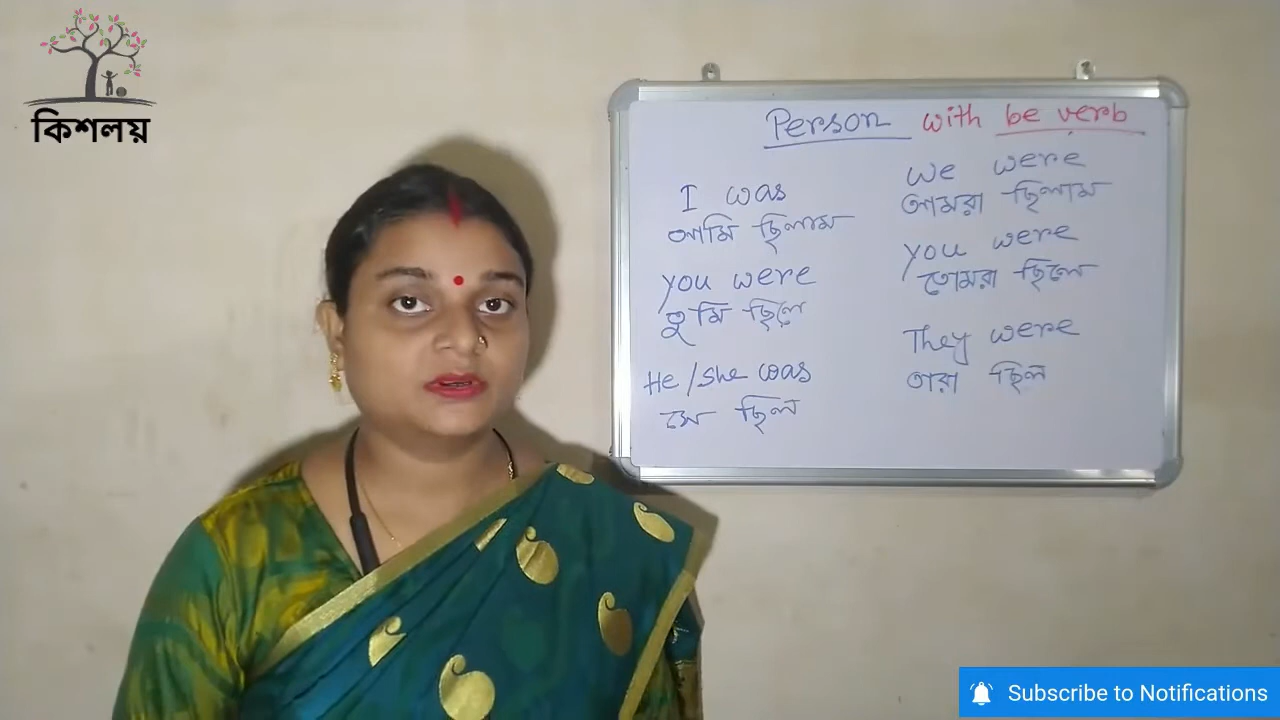 কিশলয়
Person with be verb
I was
আমি ছিলাম
you were
তুমি ছিলে
He/she was
সে ছিল
we were
আমরা ছিলাম
you were
তোমরা ছিলে
They were
তারা ছিল
Subscribe to Notifications